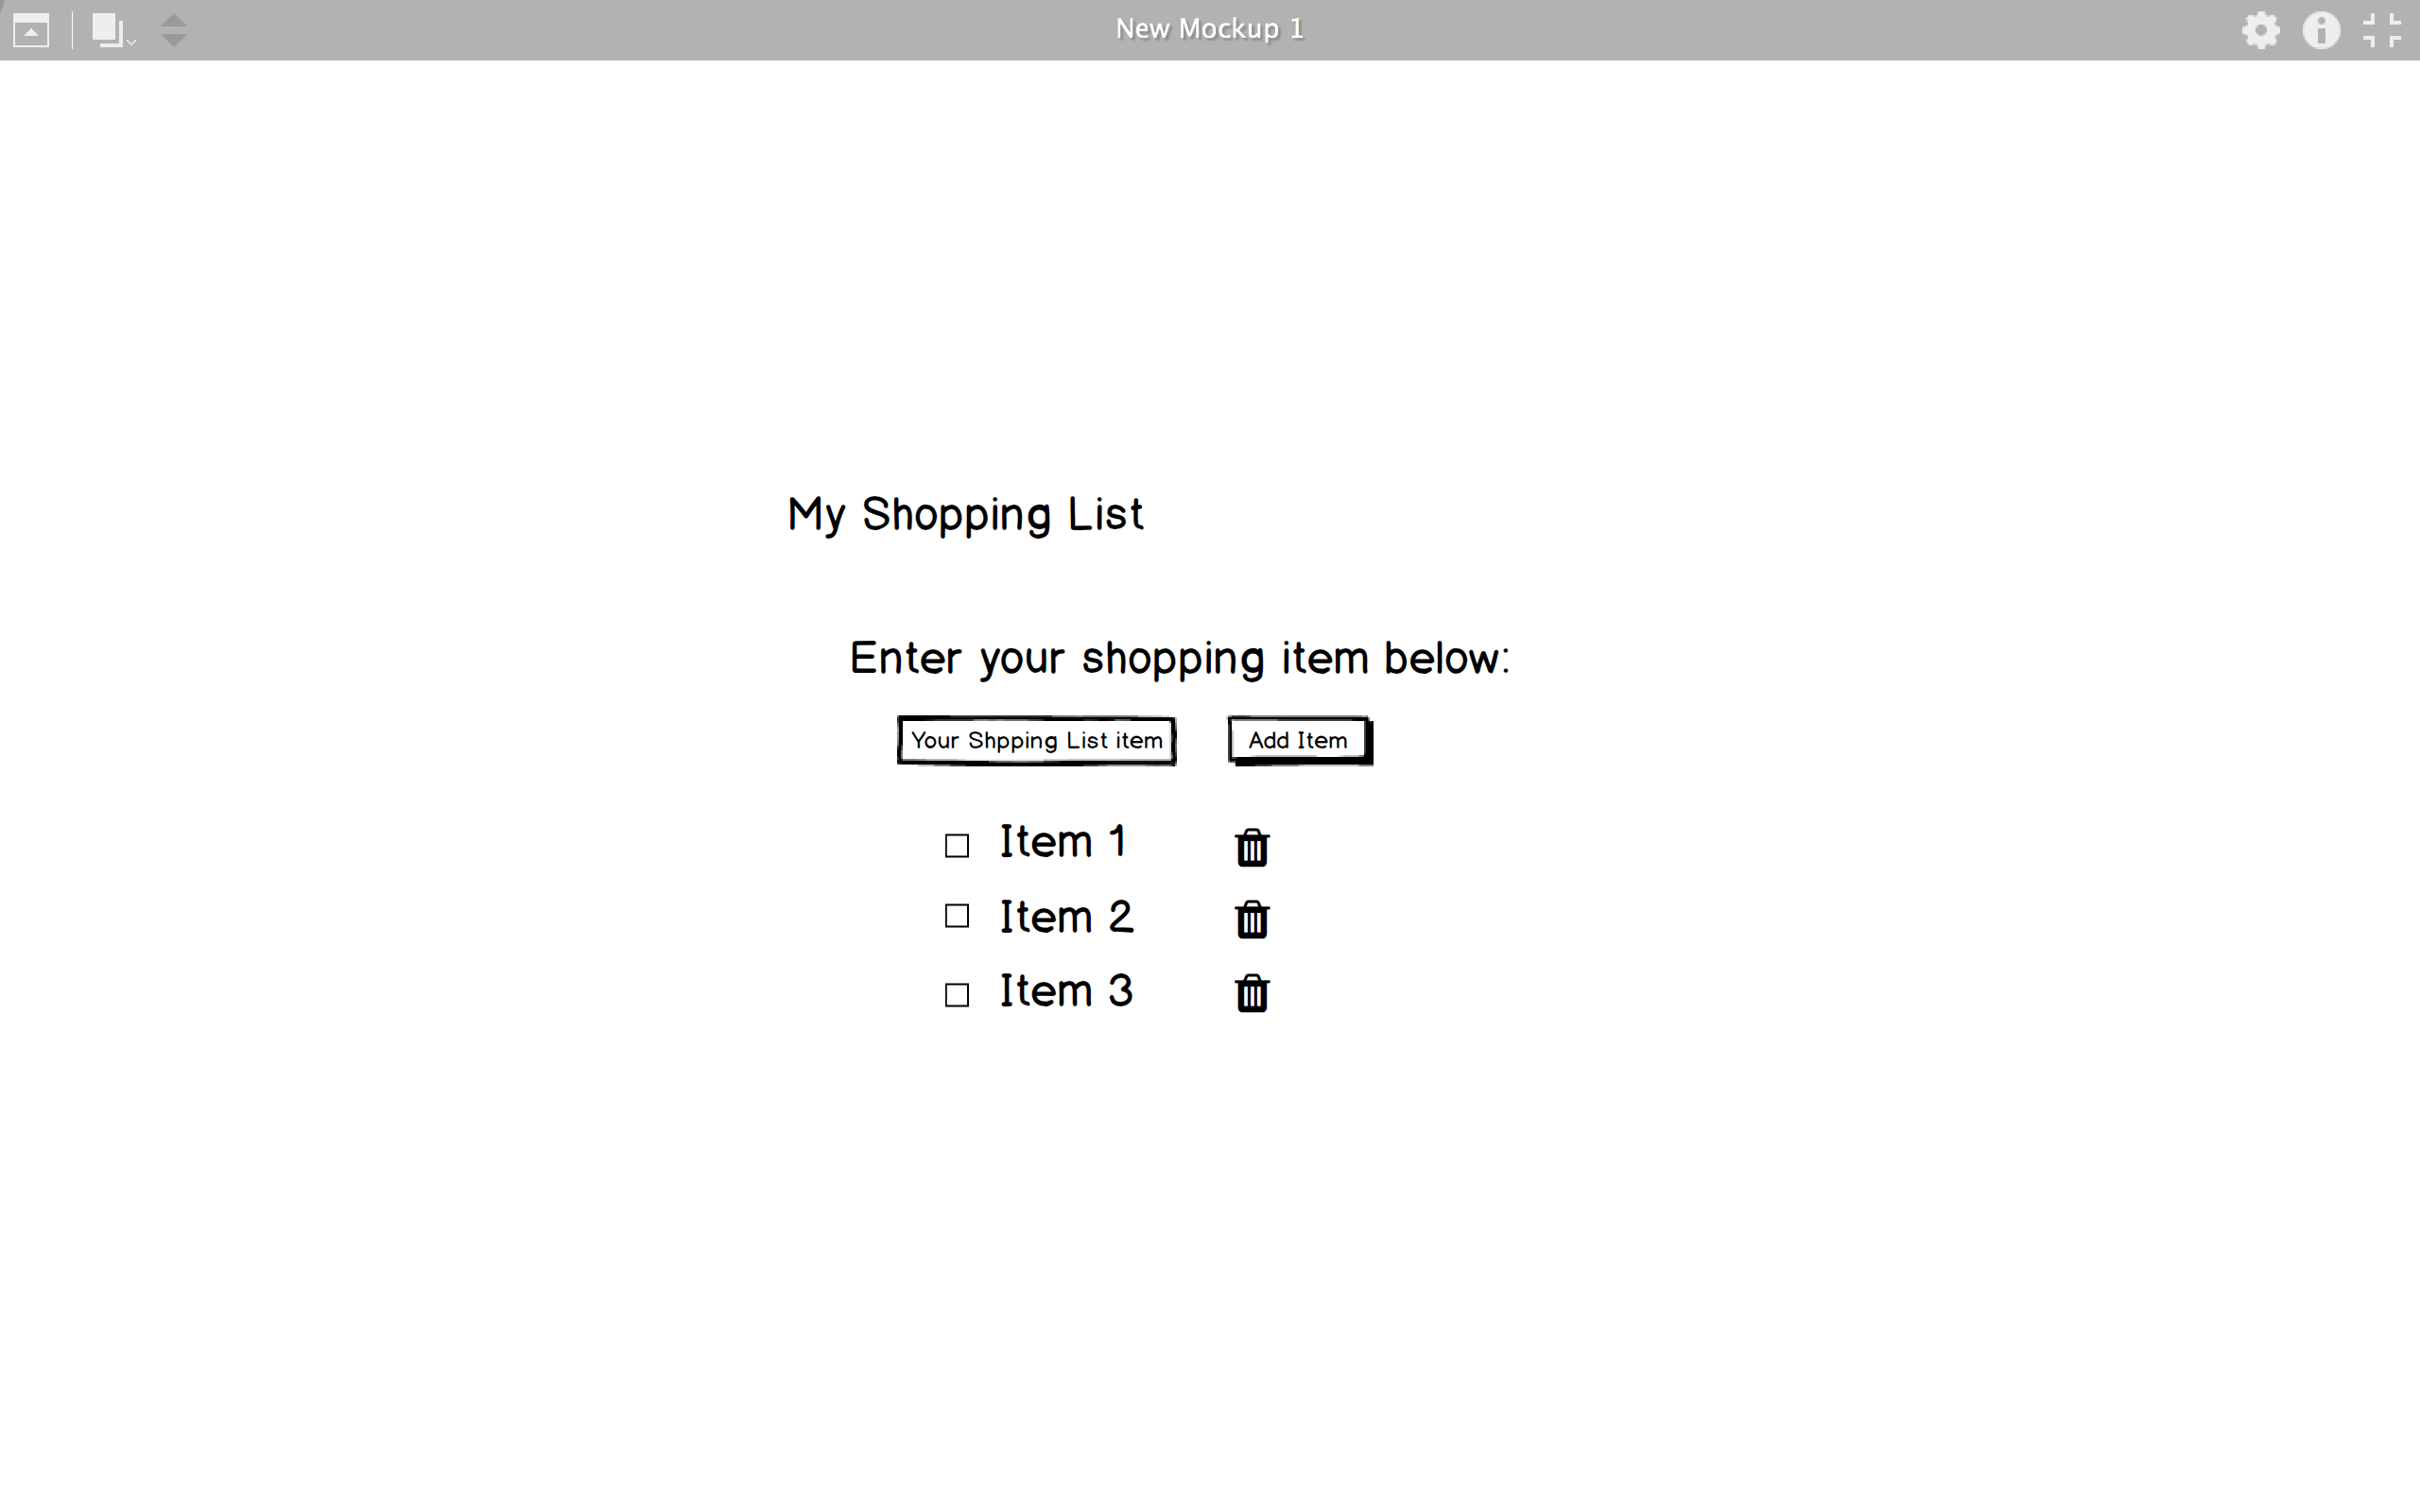 New Mockup 1
My Shopping List
Enter your shopping item below:
Your Shpping List item
Add Item
Item 1
Item 2
Item 3